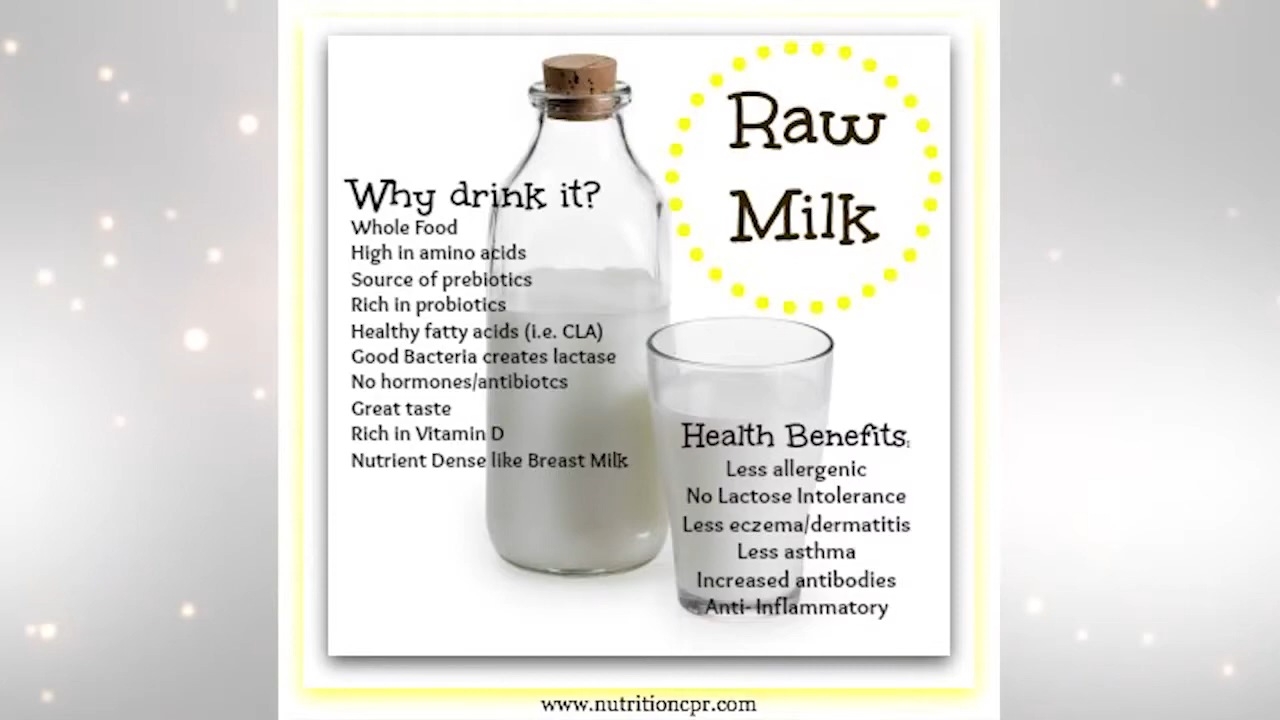 Raw
Milk
Why drink it?
Whole Food
High in amino acids
Source of prebiotics
Rich in probiotics
Healthy fatty acids (i.e. CLA)
Good Bacteria creates lactase
No hormones/antibiotcs
Great taste
Rich in Vitamin D
Nutrient Dense like Breast Milk
Health Benefits:
Less allergenic
No Lactose Intolerance
Less eczema/dermatitis
Less asthma
Increased antibodies
Anti-Inflammatory
www.nutritioncpr.com